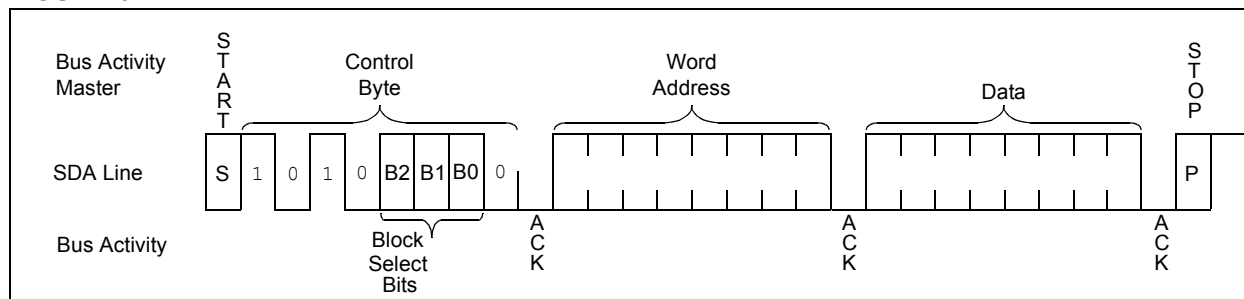 Bus Activity
Master
START
Control
Byte
Word
Address
Data
STOP
SDA Line
S 1 0 1 0 B2 B1 B0 0
P
Bus Activity
Block
Select
Bits
ACK
ACK
ACK